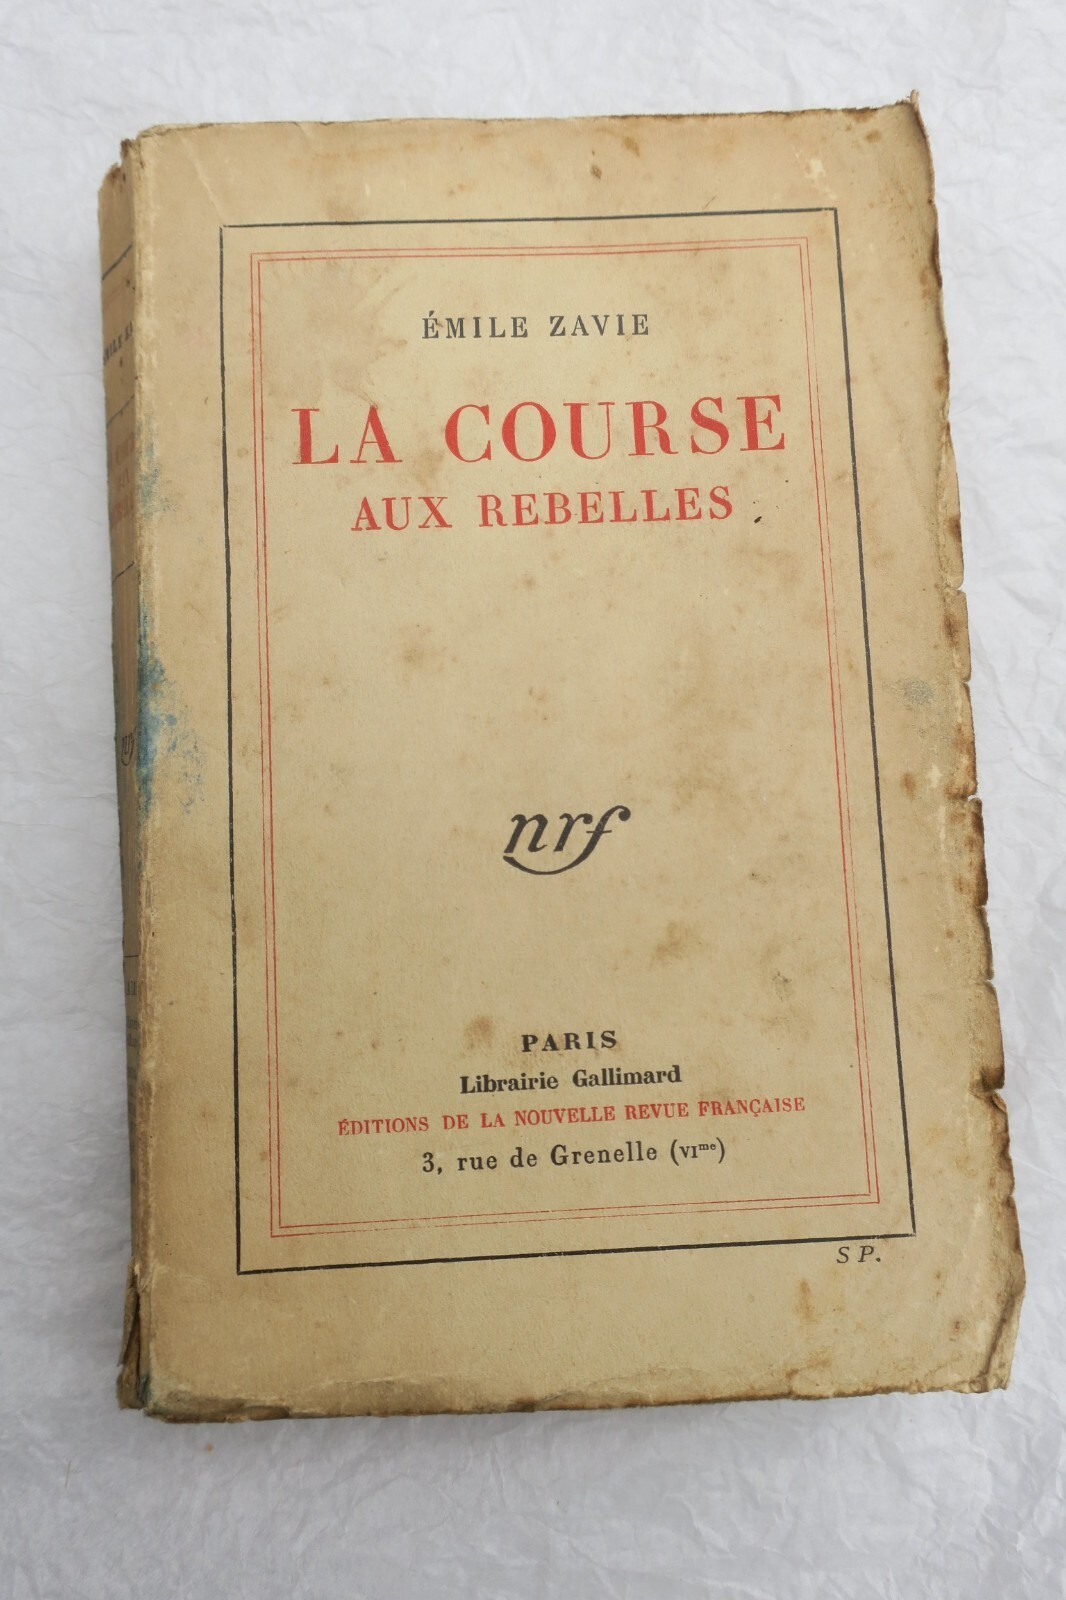 ÉMILE ZAVIE
LA COURSE
AUX REBELLES
nrf
PARIS
Librairie Gallimard
ÉDITIONS DE LA NOUVELLE REVUE FRANÇAISE
3, rue de Grenelle (VIme)
S P.
nrf